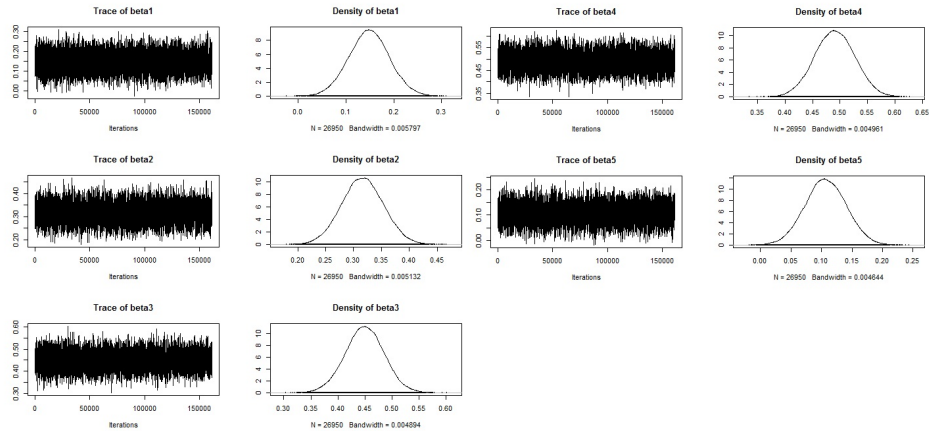 Trace of beta1
0.00 0.10 0.20 0.30
0 50000 100000 150000
Iterations
Density of beta1
0 2 4 6 8
0.0 0.1 0.2 0.3
N = 26950 Bandwidth = 0.005797
Trace of beta4
0.35 0.45 0.55
0 50000 100000 150000
Iterations
Density of beta4
0 2 4 6 8 10
0.35 0.40 0.45 0.50 0.55 0.60 0.65
N = 26950 Bandwidth = 0.004961
Trace of beta2
0.20 0.30 0.40
0 50000 100000 150000
Iterations
Density of beta2
0 2 4 6 8 10
0.20 0.25 0.30 0.35 0.40 0.45
N = 26950 Bandwidth = 0.005132
Trace of beta5
0.00 0.10 0.20
0 50000 100000 150000
Iterations
Density of beta5
0 2 4 6 8 10
0.00 0.05 0.10 0.15 0.20 0.25
N = 26950 Bandwidth = 0.004644
Trace of beta3
0.30 0.40 0.50 0.60
0 50000 100000 150000
Iterations
Density of beta3
0 2 4 6 8 10
0.30 0.35 0.40 0.45 0.50 0.55 0.60
N = 26950 Bandwidth = 0.004894